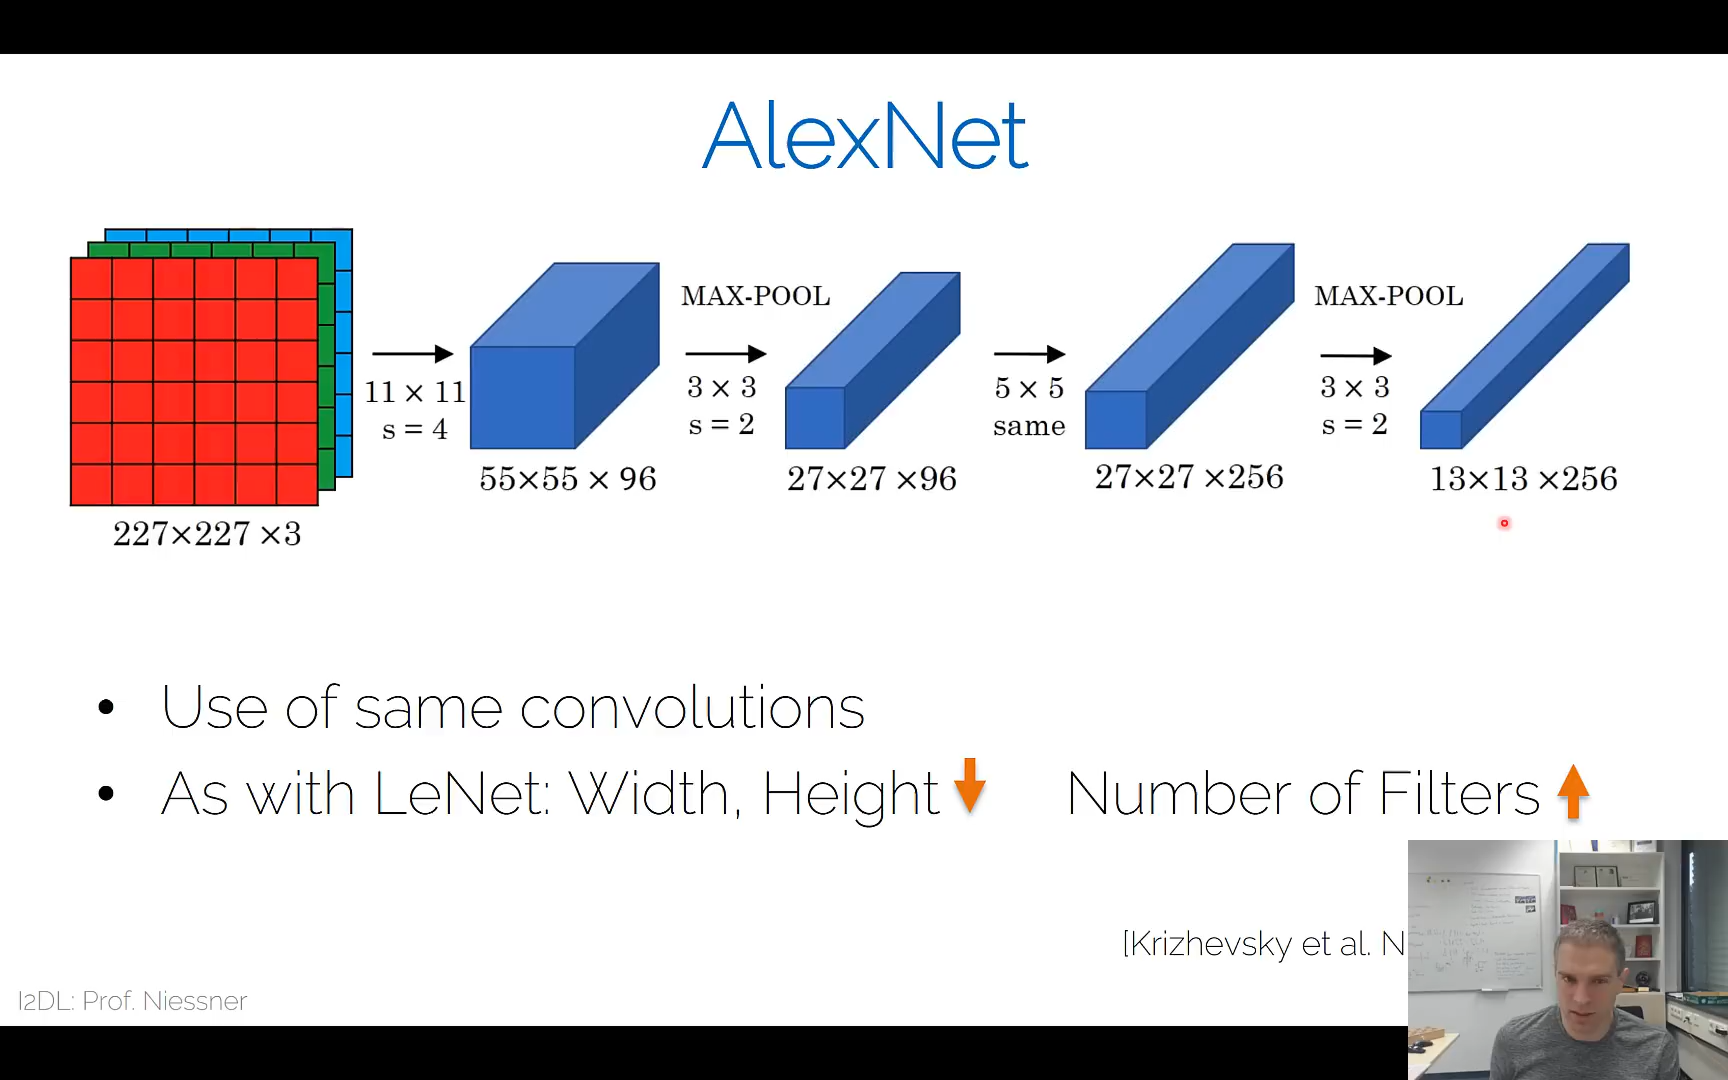 AlexNet
MAX-POOL
MAX-POOL
11 × 11
s = 4
3 × 3
s = 2
5 × 5
same
3 × 3
s = 2
227×227 ×3
55×55 × 96
27×27 ×96
27×27 ×256
13×13 ×256
• Use of same convolutions
• As with LeNet: Width, Height Number of Filters
[Krizhevsky et al. N
I2DL: Prof. Niessner